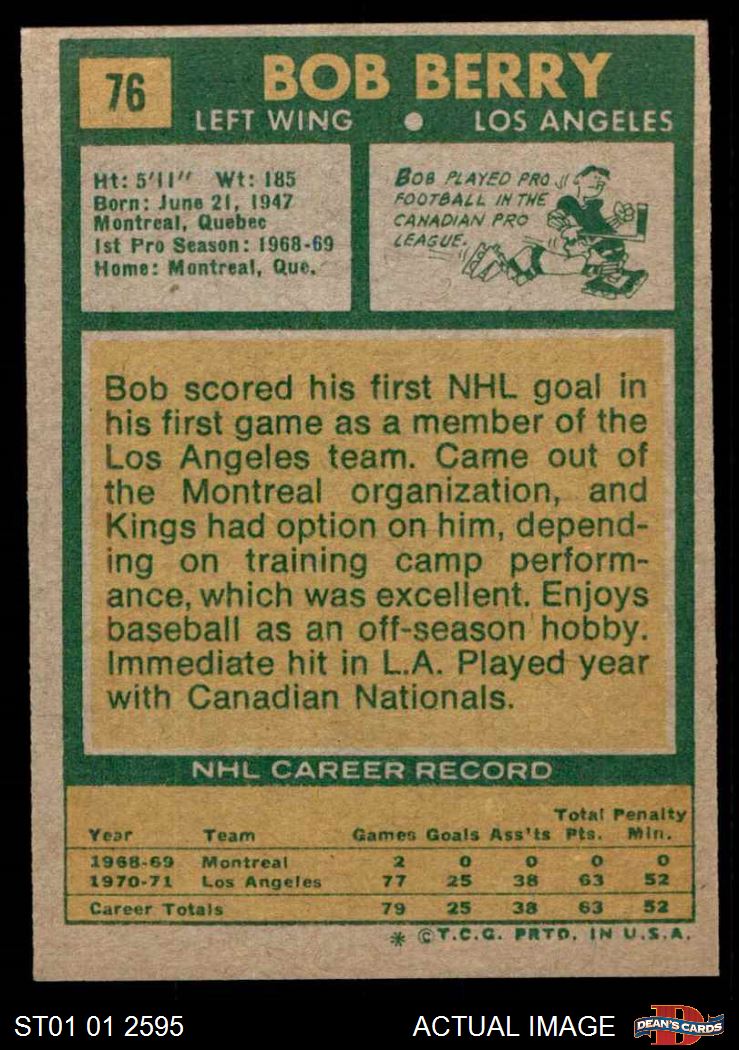 76
BOB BERRY
LEFT WING • LOS ANGELES
Ht: 5'11" Wt: 185
Born: June 21, 1947
Montreal, Quebec
1st Pro Season: 1968-69
Home: Montreal, Que.
BOB PLAYED PRO
FOOTBALL IN THE
CANADIAN PRO
LEAGUE.
Bob scored his first NHL goal in
his first game as a member of the
Los Angeles team. Came out of
the Montreal organization, and
Kings had option on him, depend-
ing on training camp perform-
ance, which was excellent. Enjoys
baseball as an off-season hobby.
Immediate hit in L.A. Played year
with Canadian Nationals.
NHL CAREER RECORD
Year Team Games Goals Ass'ts Total Pts. Penalty Min.
1968-69 Montreal 2 0 0 0 0
1970-71 Los Angeles 77 25 38 63 52
Career Totals 79 25 38 63 52
* © T.C.G. PRTD. IN U.S.A.
ST01 01 2595
ACTUAL IMAGE
DEAN'S CARDS